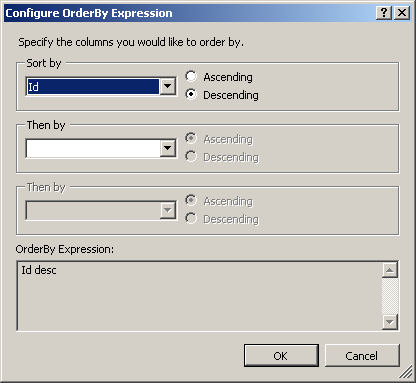 Configure OrderBy Expression
Specify the columns you would like to order by.
Sort by
Id
Ascending
Descending
Then by
Ascending
Descending
Then by
Ascending
Descending
OrderBy Expression:
Id desc
OK
Cancel